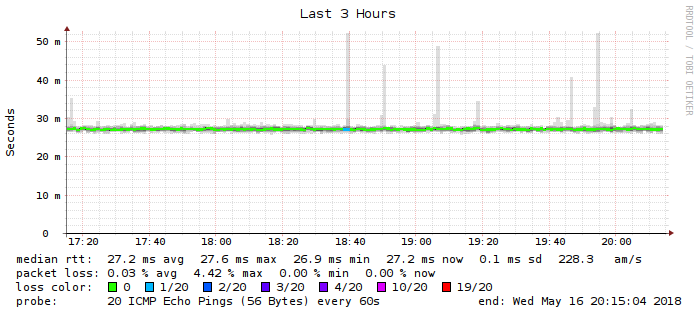 Last 3 Hours
RRDTOOL / TOBI OETIKER
Seconds
50 m
40 m
30 m
20 m
10 m
0
17:20 17:40 18:00 18:20 18:40 19:00 19:20 19:40 20:00
median rtt: 27.2 ms avg 27.6 ms max 26.9 ms min 27.2 ms now 0.1 ms sd 228.3 am/s
packet loss: 0.03 % avg 4.42 % max 0.00 % min 0.00 % now
loss color: 0 1/20 2/20 3/20 4/20 10/20 19/20
probe: 20 ICMP Echo Pings (56 Bytes) every 60s end: Wed May 16 20:15:04 2018